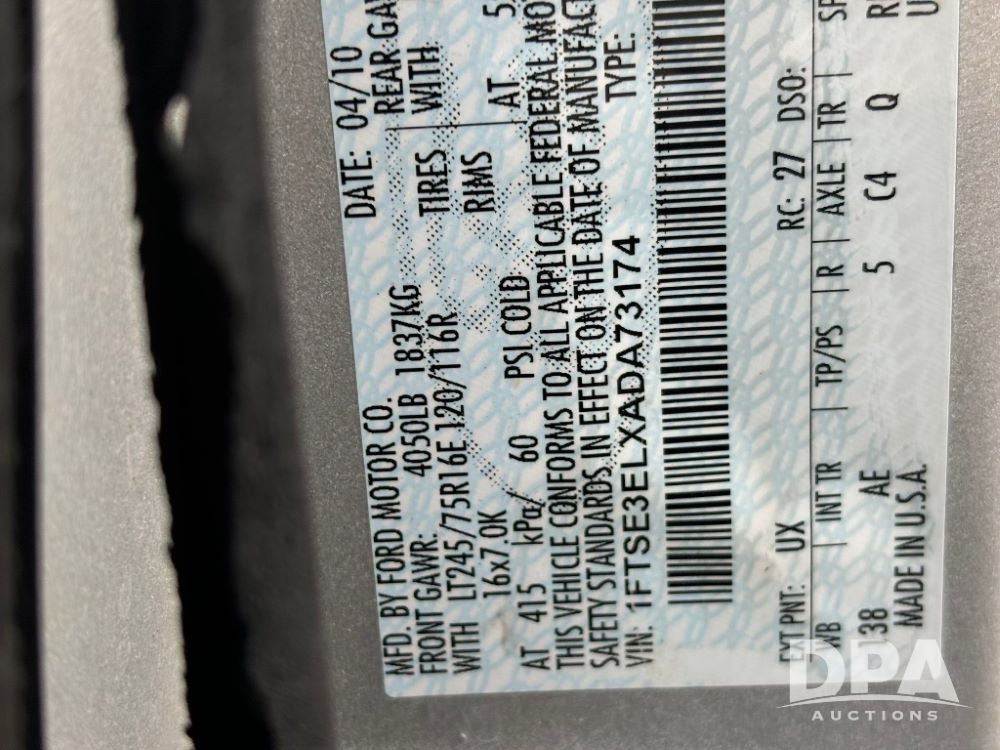 MFD. BY FORD MOTOR CO.
DATE: 04/10
FRONT GAWR: 4050LB 1837KG
REAR GAW
WITH LT245/75R16E 120/116R TIRES
WITH
16x7.0K RIMS
AT 415 kPa/ 60 PSI COLD AT 5
THIS VEHICLE CONFORMS TO ALL APPLICABLE FEDERAL MO
SAFETY STANDARDS IN EFFECT ON THE DATE OF MANUFAC
VIN: 1FTSE3ELXADA73174
TYPE:
EXT PNT: UX RC: 27 DSO:
WB | INT TR | TP/PS | R | AXLE | TR | SP
138 AE 5 C4 Q
MADE IN U.S.A.
DPA
AUCTIONS